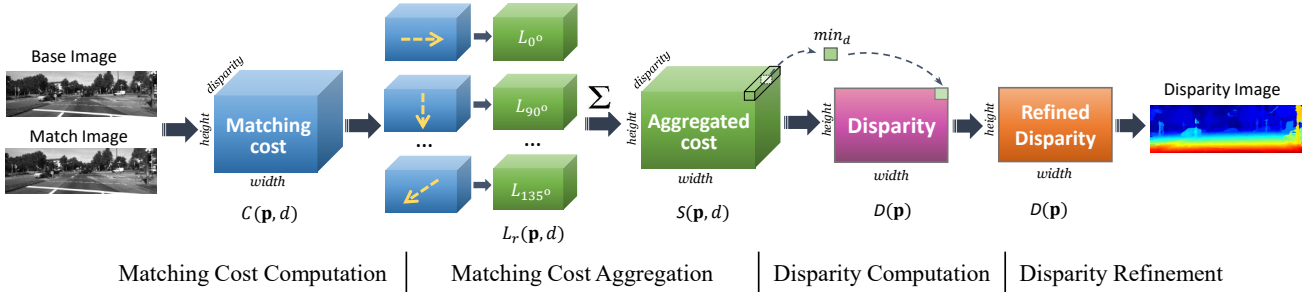 Base Image
Match Image
disparity
height
Matching
cost
width
C(p, d)
...
L0o
L90o
...
L135o
Lr(p, d)
Σ
disparity
height
Aggregated
cost
width
S(p, d)
mind
height
Disparity
width
D(p)
height
Refined
Disparity
width
D(p)
Disparity Image
Matching Cost Computation
Matching Cost Aggregation
Disparity Computation
Disparity Refinement